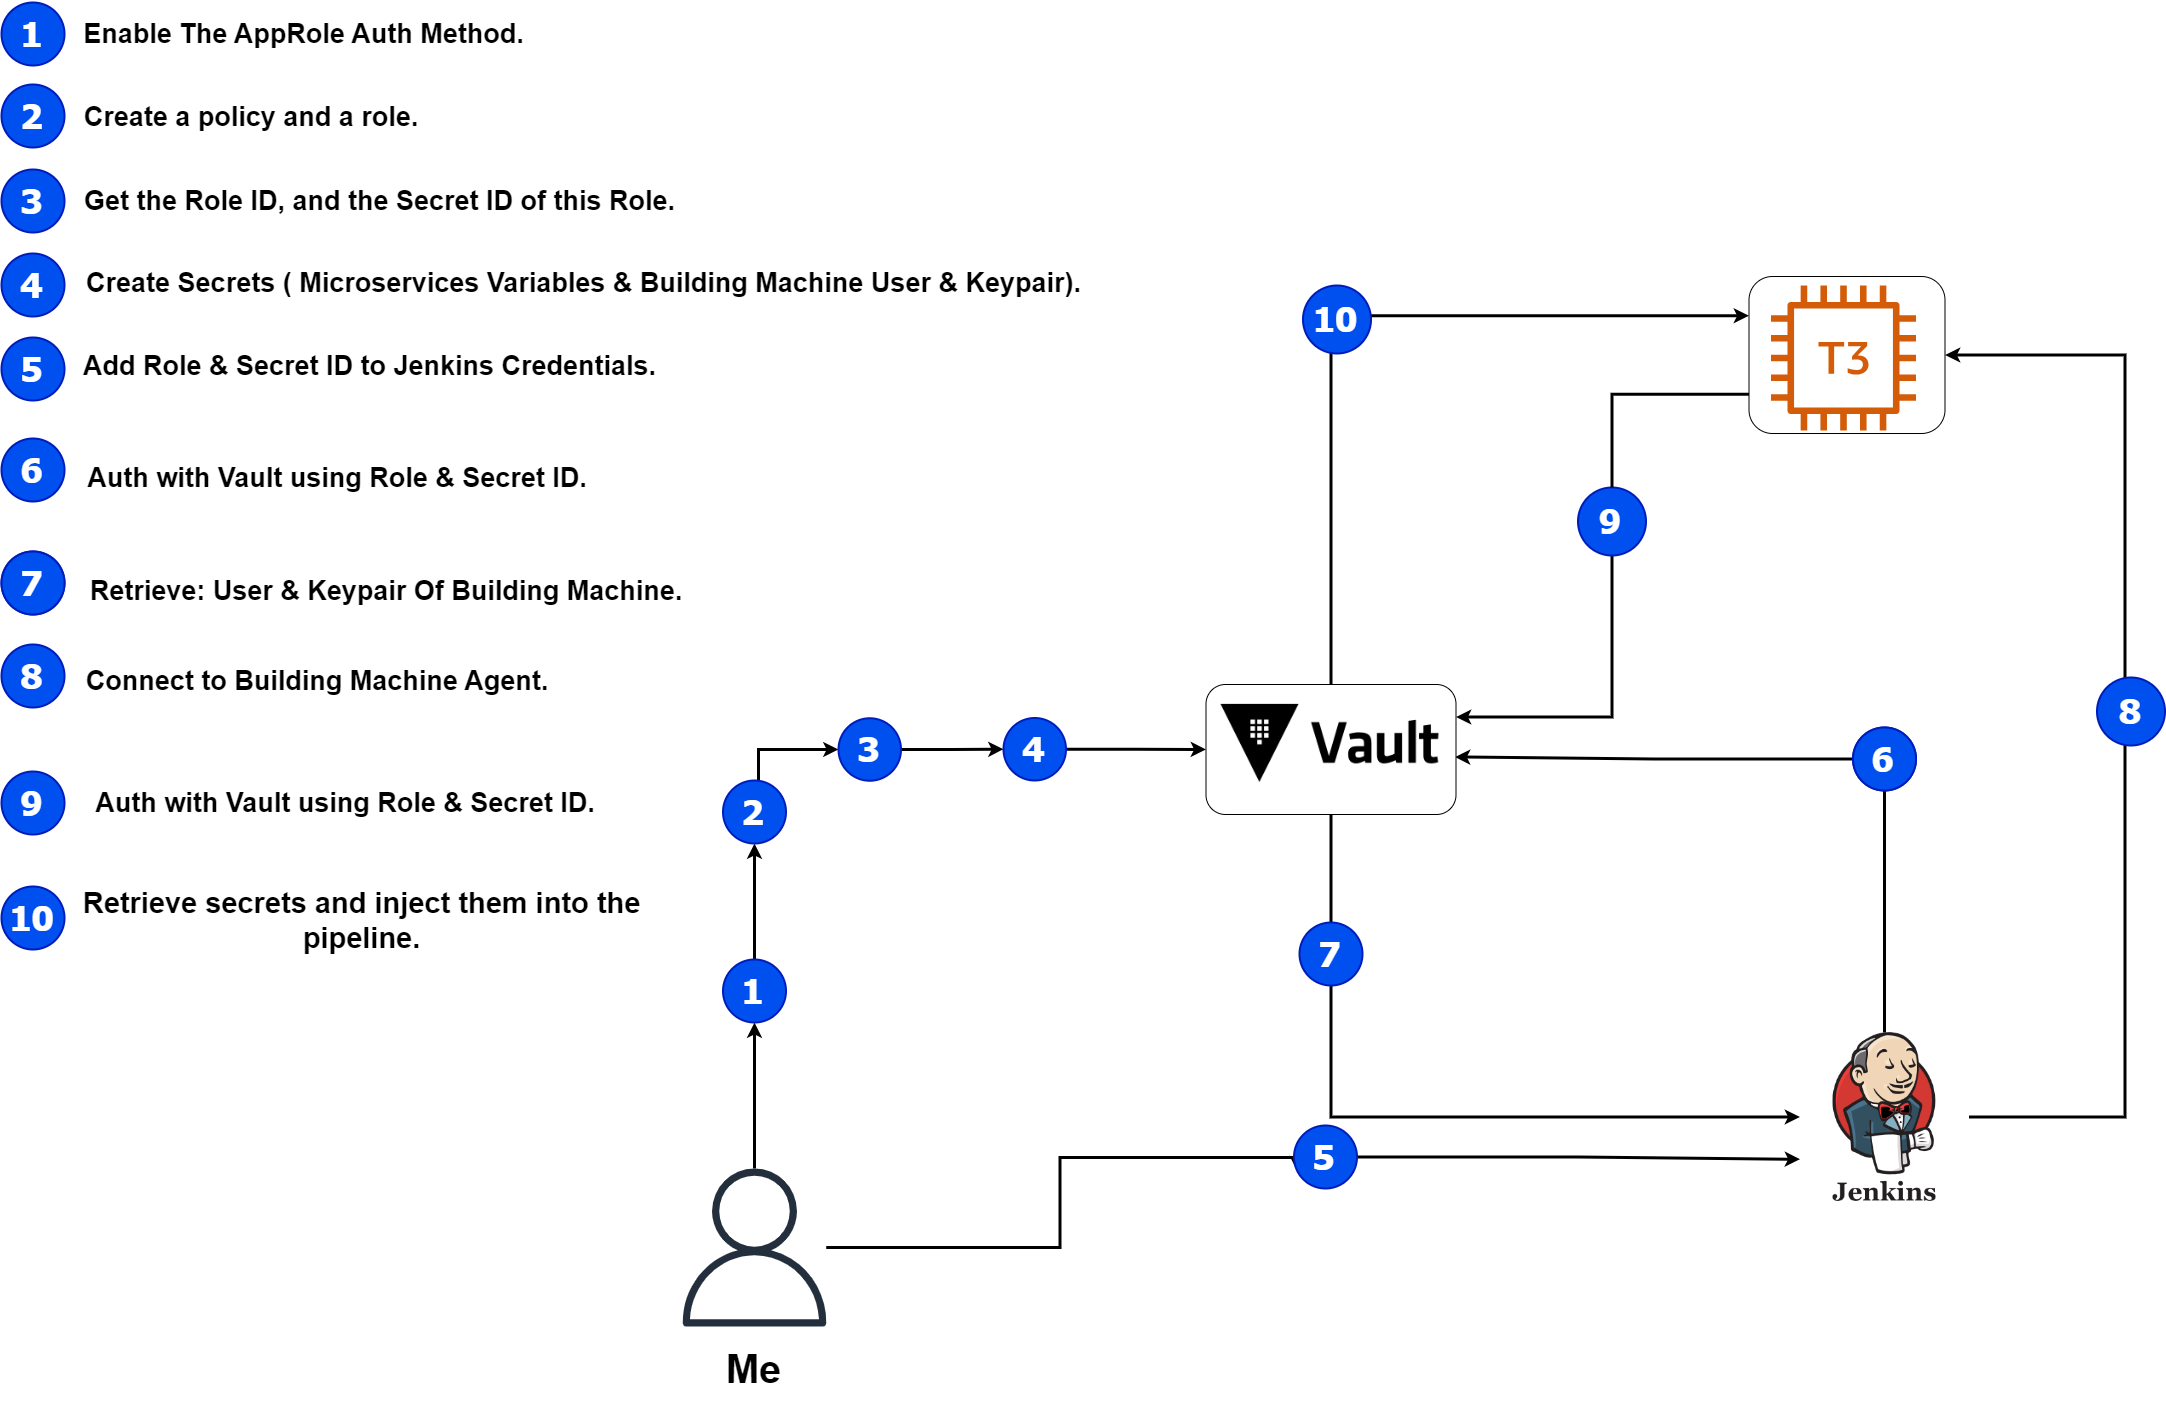 1 Enable The AppRole Auth Method.
2 Create a policy and a role.
3 Get the Role ID, and the Secret ID of this Role.
4 Create Secrets ( Microservices Variables & Building Machine User & Keypair).
5 Add Role & Secret ID to Jenkins Credentials.
6 Auth with Vault using Role & Secret ID.
7 Retrieve: User & Keypair Of Building Machine.
8 Connect to Building Machine Agent.
9 Auth with Vault using Role & Secret ID.
10 Retrieve secrets and inject them into the
pipeline.
10
T3
9
8
3
4
Vault
6
2
7
1
5
Jenkins
Me